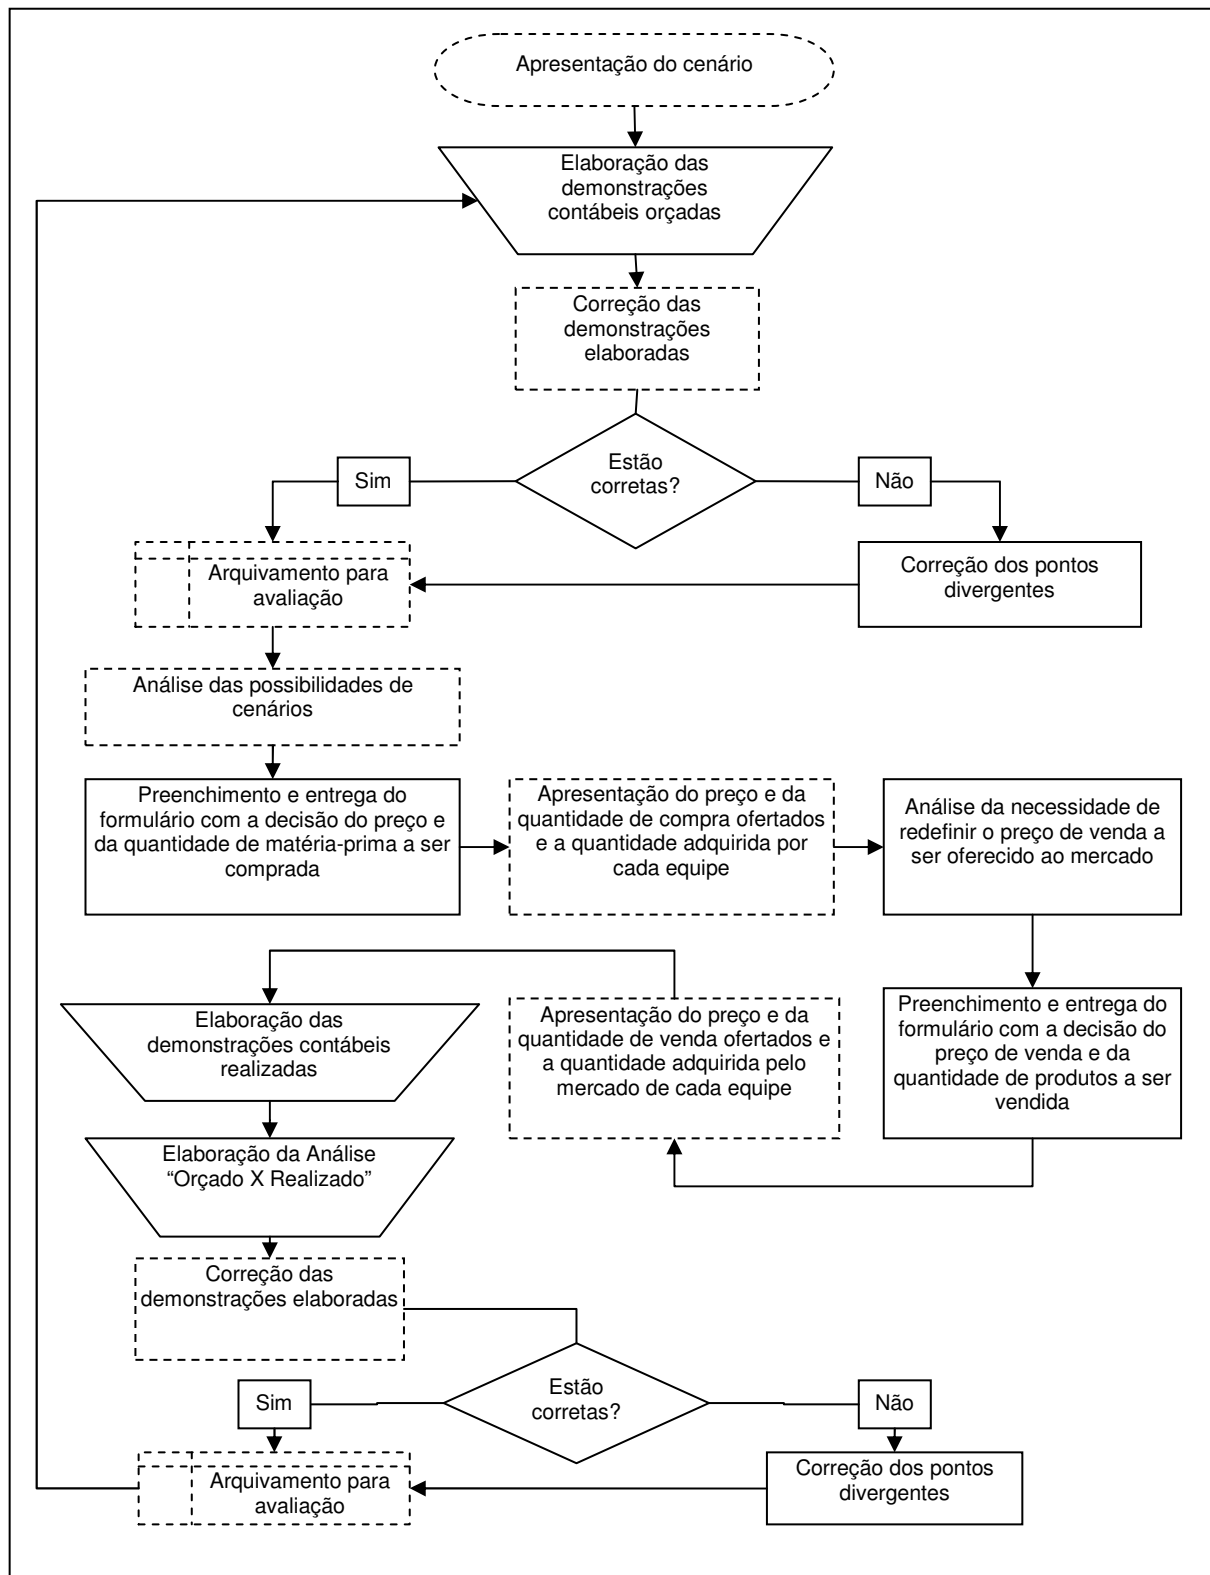 Apresentação do cenário
Elaboração das
demonstrações
contábeis orçadas
Correção das
demonstrações
elaboradas
Estão
corretas?
Sim
Não
Arquivamento para
avaliação
Correção dos pontos
divergentes
Análise das possibilidades de
cenários
Preenchimento e entrega do
formulário com a decisão do preço e
da quantidade de matéria-prima a ser
comprada
Apresentação do preço e da
quantidade de compra ofertados
e a quantidade adquirida por
cada equipe
Análise da necessidade de
redefinir o preço de venda a
ser oferecido ao mercado
Preenchimento e entrega do
formulário com a decisão do
preço de venda e da
quantidade de produtos a ser
vendida
Apresentação do preço e da
quantidade de venda ofertados e
a quantidade adquirida pelo
mercado de cada equipe
Elaboração das
demonstrações contábeis
realizadas
Elaboração da Análise
“Orçado X Realizado”
Correção das
demonstrações elaboradas
Estão
corretas?
Sim
Não
Arquivamento para
avaliação
Correção dos pontos
divergentes